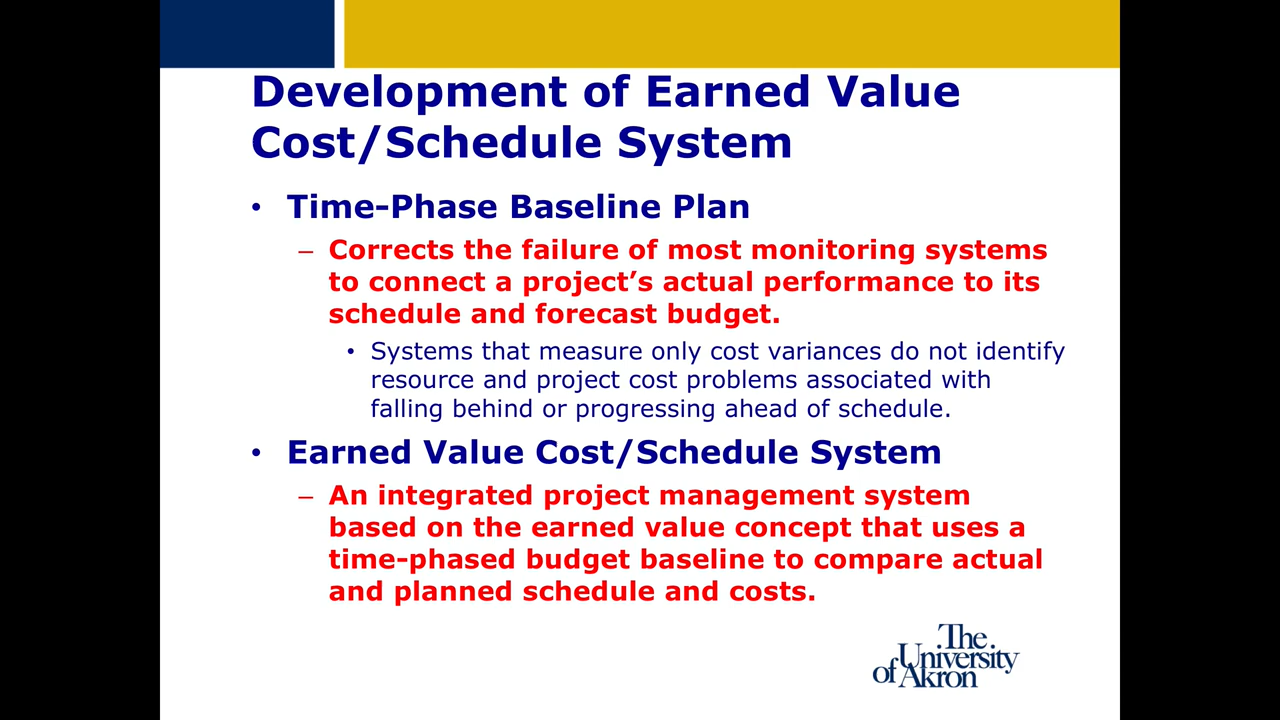 Development of Earned Value
Cost/Schedule System
• Time-Phase Baseline Plan
– Corrects the failure of most monitoring systems
to connect a project’s actual performance to its
schedule and forecast budget.
• Systems that measure only cost variances do not identify
resource and project cost problems associated with
falling behind or progressing ahead of schedule.
• Earned Value Cost/Schedule System
– An integrated project management system
based on the earned value concept that uses a
time-phased budget baseline to compare actual
and planned schedule and costs.
The
University
of Akron